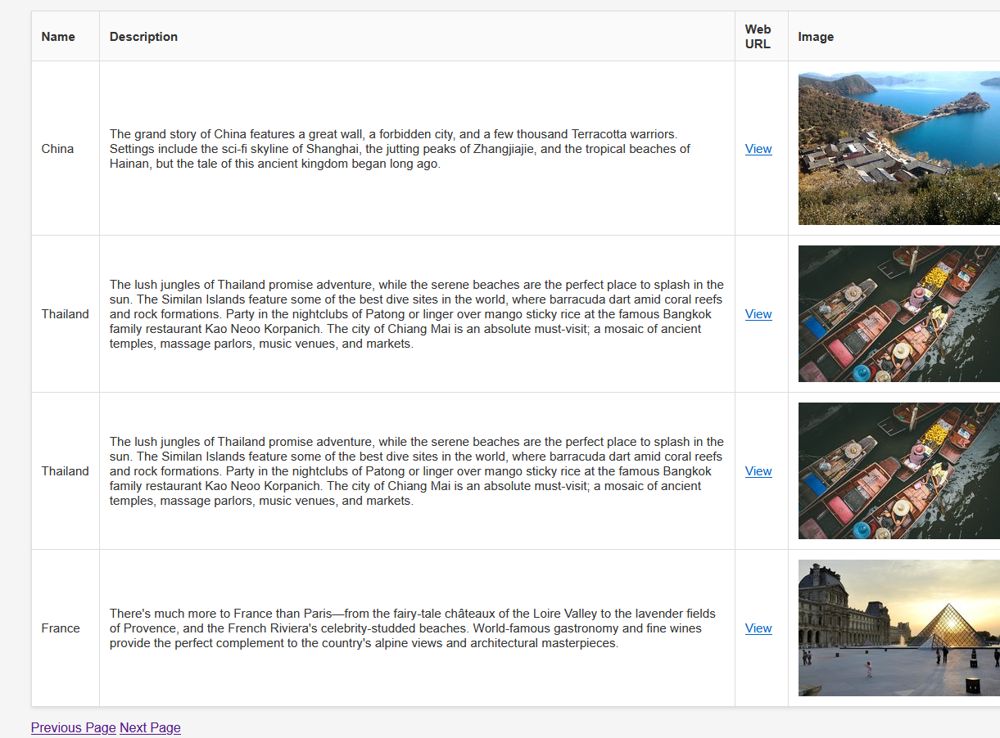 Name Description Web URL Image
China
The grand story of China features a great wall, a forbidden city, and a few thousand Terracotta warriors.
Settings include the sci-fi skyline of Shanghai, the jutting peaks of Zhangjiajie, and the tropical beaches of
Hainan, but the tale of this ancient kingdom began long ago.
View
Thailand
The lush jungles of Thailand promise adventure, while the serene beaches are the perfect place to splash in the
sun. The Similan Islands feature some of the best dive sites in the world, where barracuda dart amid coral reefs
and rock formations. Party in the nightclubs of Patong or linger over mango sticky rice at the famous Bangkok
family restaurant Kao Neoo Korpanich. The city of Chiang Mai is an absolute must-visit; a mosaic of ancient
temples, massage parlors, music venues, and markets.
View
Thailand
The lush jungles of Thailand promise adventure, while the serene beaches are the perfect place to splash in the
sun. The Similan Islands feature some of the best dive sites in the world, where barracuda dart amid coral reefs
and rock formations. Party in the nightclubs of Patong or linger over mango sticky rice at the famous Bangkok
family restaurant Kao Neoo Korpanich. The city of Chiang Mai is an absolute must-visit; a mosaic of ancient
temples, massage parlors, music venues, and markets.
View
France
There's much more to France than Paris—from the fairy-tale châteaux of the Loire Valley to the lavender fields
of Provence, and the French Riviera's celebrity-studded beaches. World-famous gastronomy and fine wines
provide the perfect complement to the country's alpine views and architectural masterpieces.
View
Previous Page Next Page